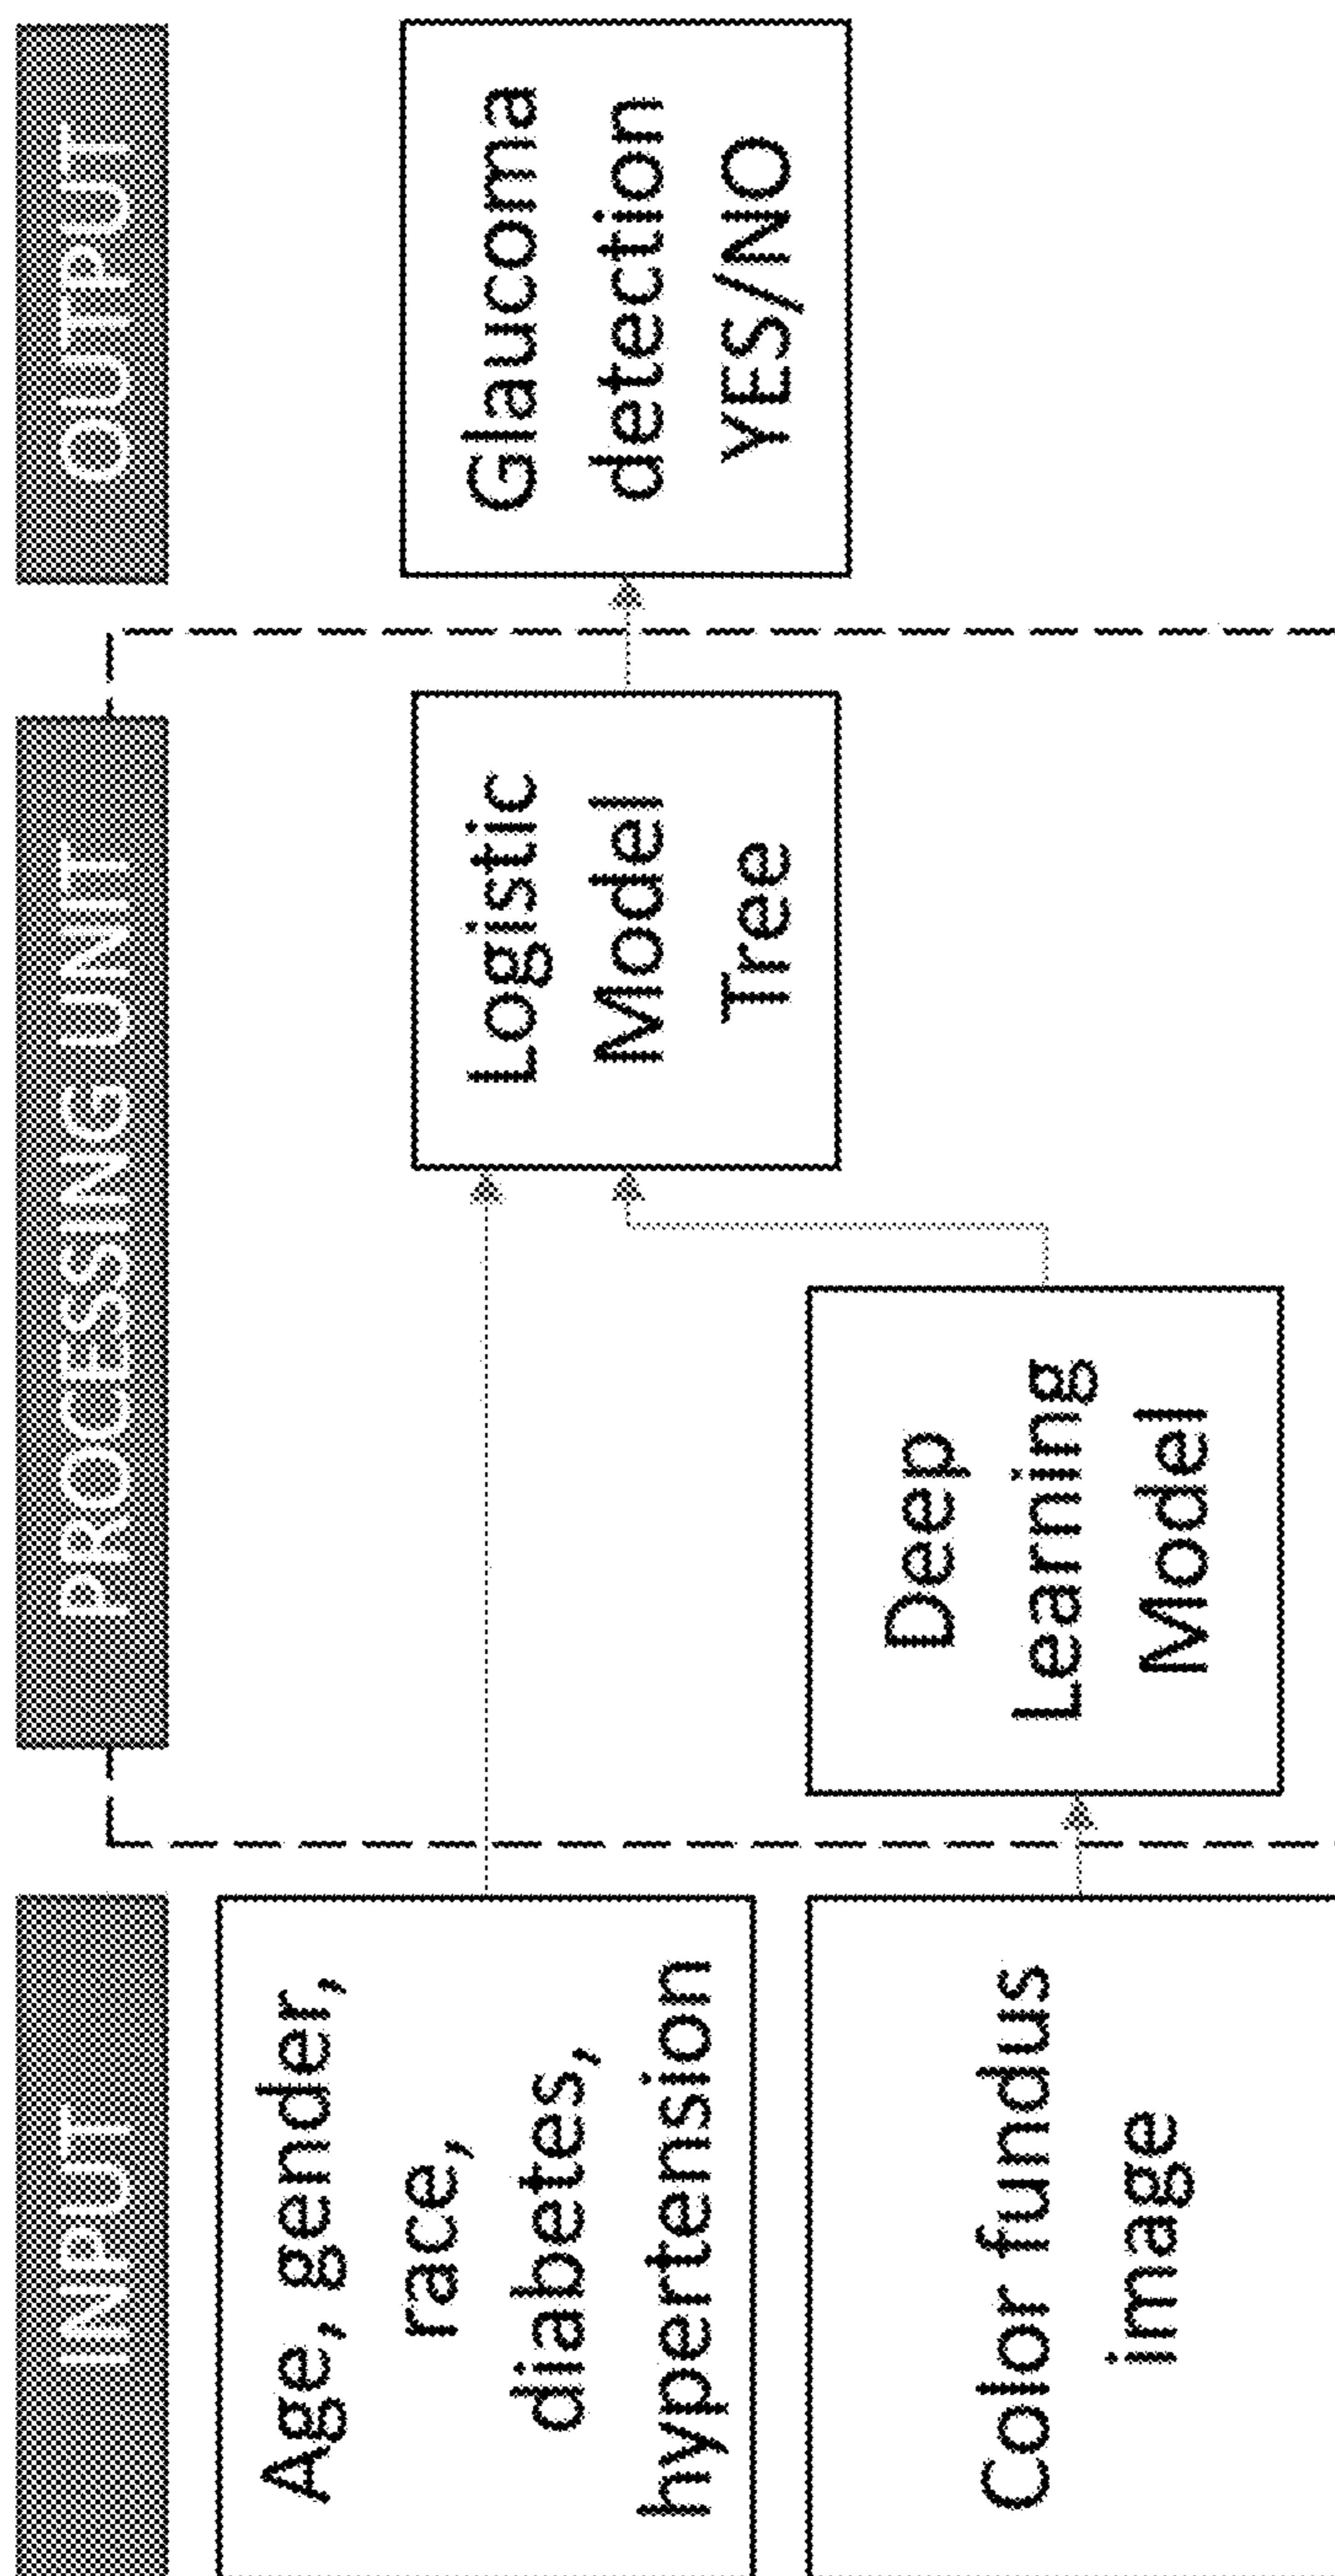 INPUT
PROCESSING UNIT
OUTPUT
Age, gender,
race,
diabetes,
hypertension
Color fundus
image
Deep
Learning
Model
Logistic
Model
Tree
Glaucoma
detection
YES/NO